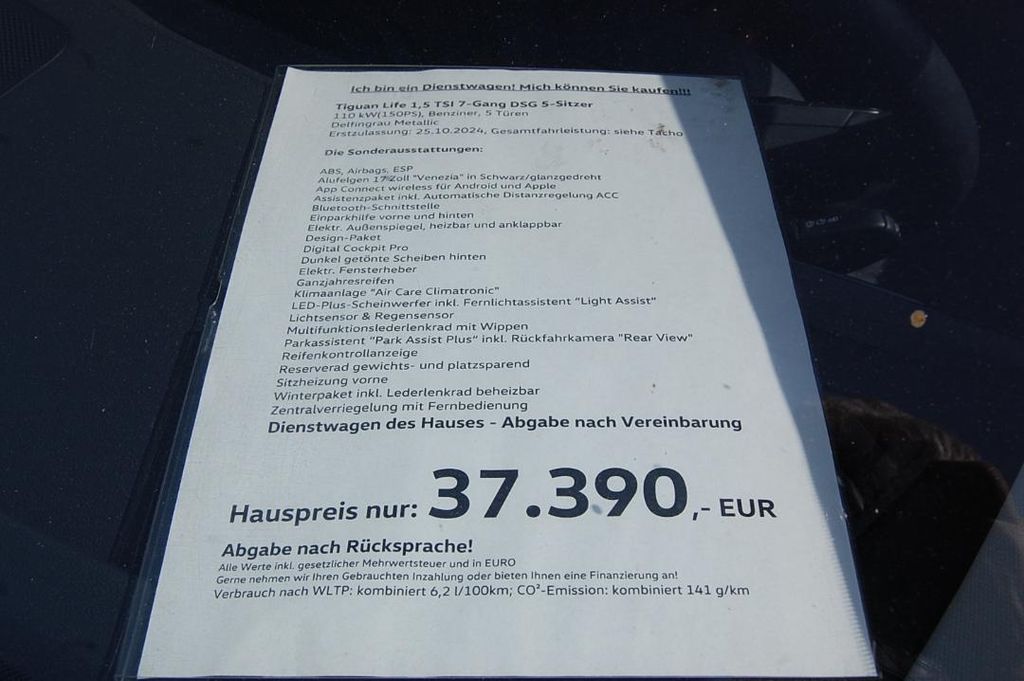 Ich bin ein Dienstwagen! Mich können Sie kaufen!!!
Tiguan Life 1,5 TSI 7-Gang DSG 5-Sitzer
110 kW(150PS), Benziner, 5 Türen
Delfingrau Metallic
Erstzulassung: 25.10.2024, Gesamtfahrleistung: siehe Tacho
Die Sonderausstattungen:
ABS, Airbags, ESP
Alufelgen 17 Zoll "Venezia" in Schwarz/glanzgedreht
App Connect wireless für Android und Apple
Assistenzpaket inkl. Automatische Distanzregelung ACC
Bluetooth-Schnittstelle
Einparkhilfe vorne und hinten
Elektr. Außenspiegel, heizbar und anklappbar
Design-Paket
Digital Cockpit Pro
Dunkel getönte Scheiben hinten
Elektr. Fensterheber
Ganzjahresreifen
Klimaanlage "Air Care Climatronic"
LED-Plus-Scheinwerfer inkl. Fernlichtassistent "Light Assist"
Lichtsensor & Regensensor
Multifunktionslederlenkrad mit Wippen
Parkassistent "Park Assist Plus" inkl. Rückfahrkamera "Rear View"
Reifenkontrollanzeige
Reserverad gewichts- und platzsparend
Sitzheizung vorne
Winterpaket inkl. Lederlenkrad beheizbar
Zentralverriegelung mit Fernbedienung
Dienstwagen des Hauses - Abgabe nach Vereinbarung
Hauspreis nur: 37.390,- EUR
Abgabe nach Rücksprache!
Alle Werte inkl. gesetzlicher Mehrwertsteuer und in EURO
Gerne nehmen wir Ihren Gebrauchten Inzahlung oder bieten Ihnen eine Finanzierung an!
Verbrauch nach WLTP: kombiniert 6,2 l/100km; CO²-Emission: kombiniert 141 g/km